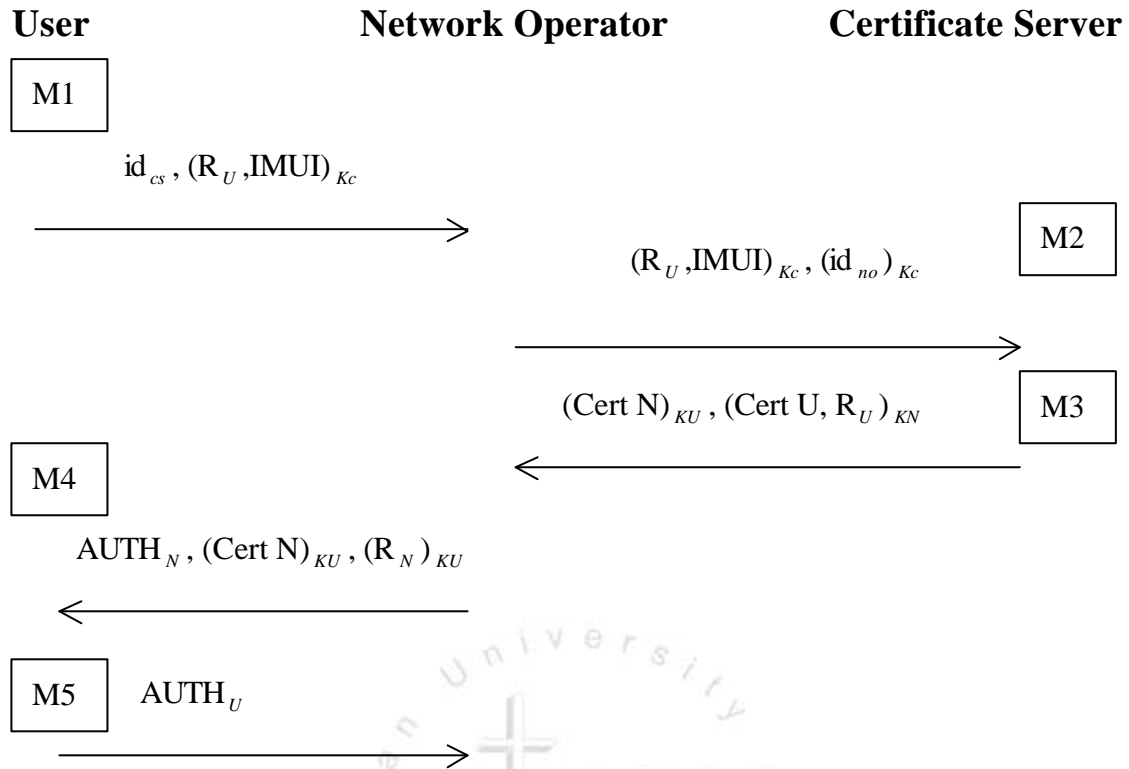 User Network Operator Certificate Server
M1
id_cs , (R_U ,IMUI)_Kc
M2
(R_U ,IMUI)_Kc , (id_no )_Kc
M3
(Cert N)_KU , (Cert U, R_U )_KN
M4
AUTH_N , (Cert N)_KU , (R_N )_KU
University
M5 AUTH_U